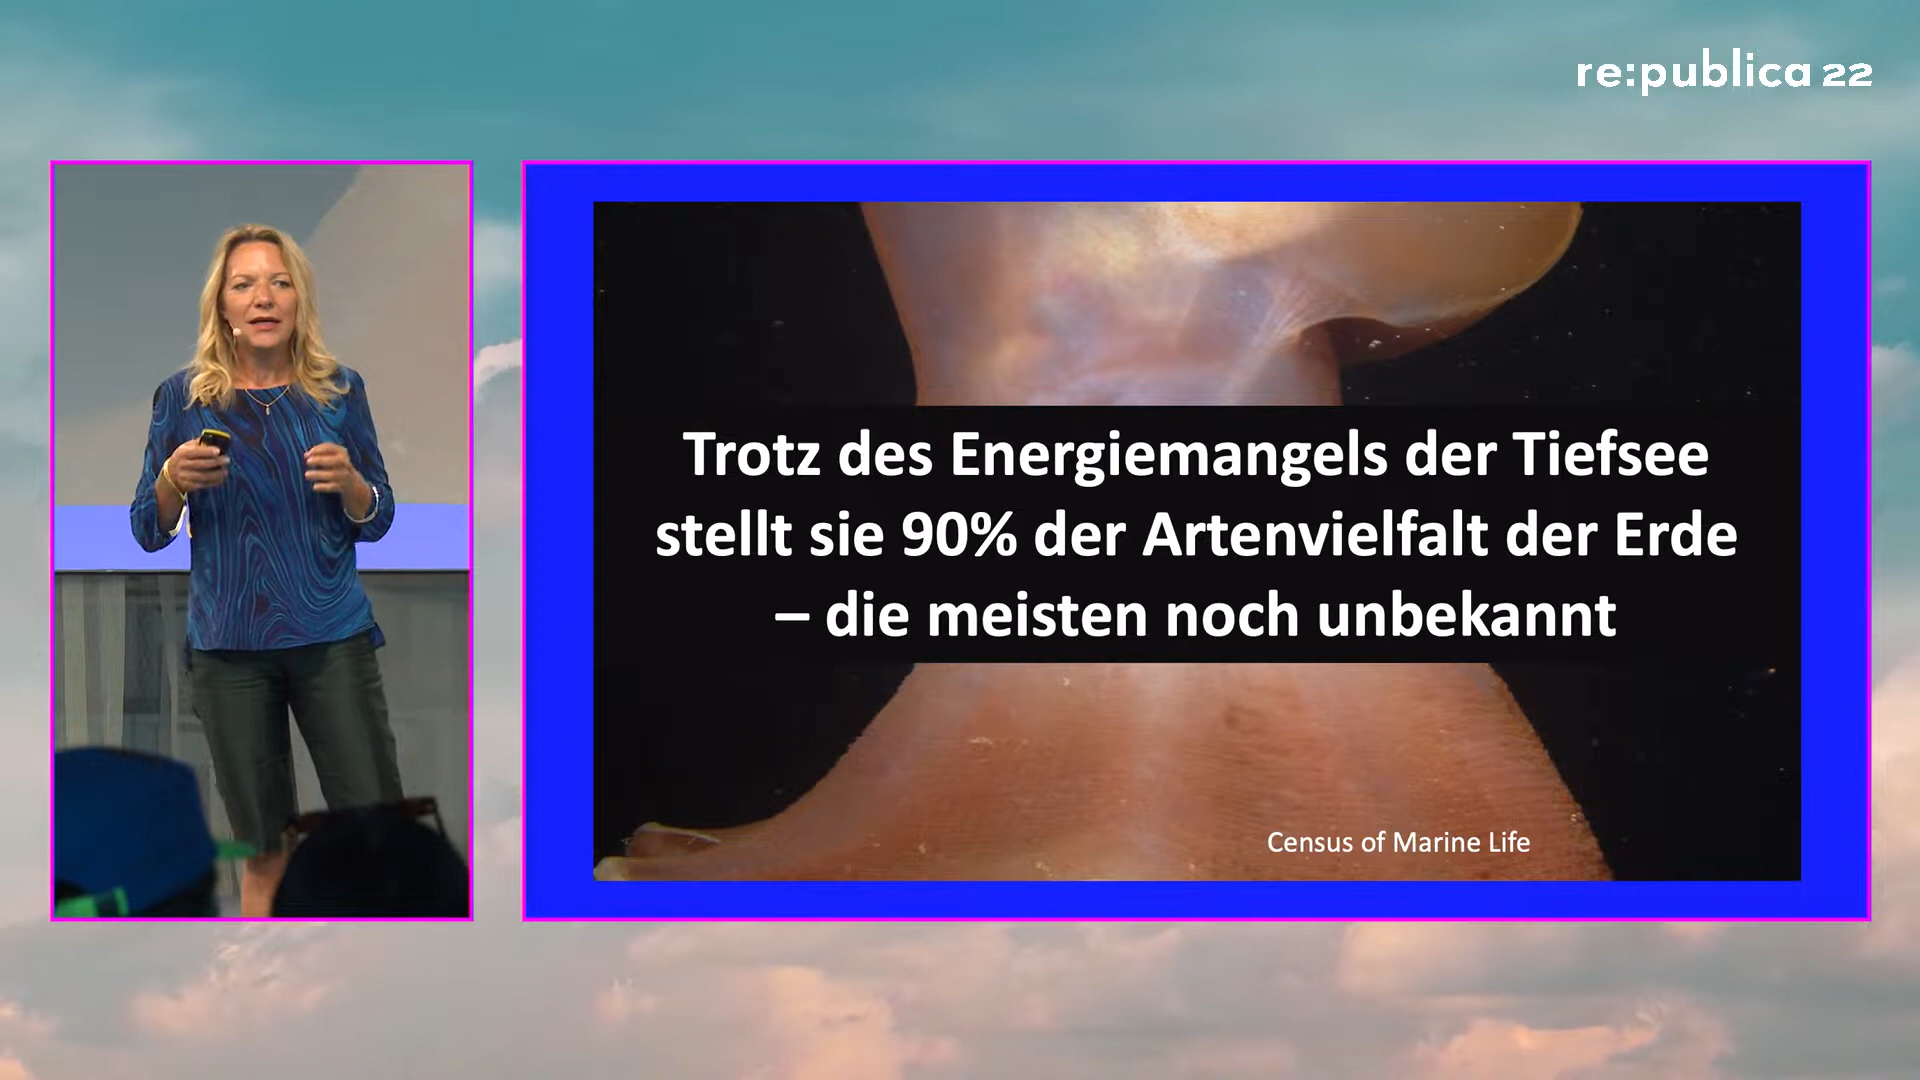 re:publica 22
Trotz des Energiemangels der Tiefsee
stellt sie 90% der Artenvielfalt der Erde
– die meisten noch unbekannt
Census of Marine Life